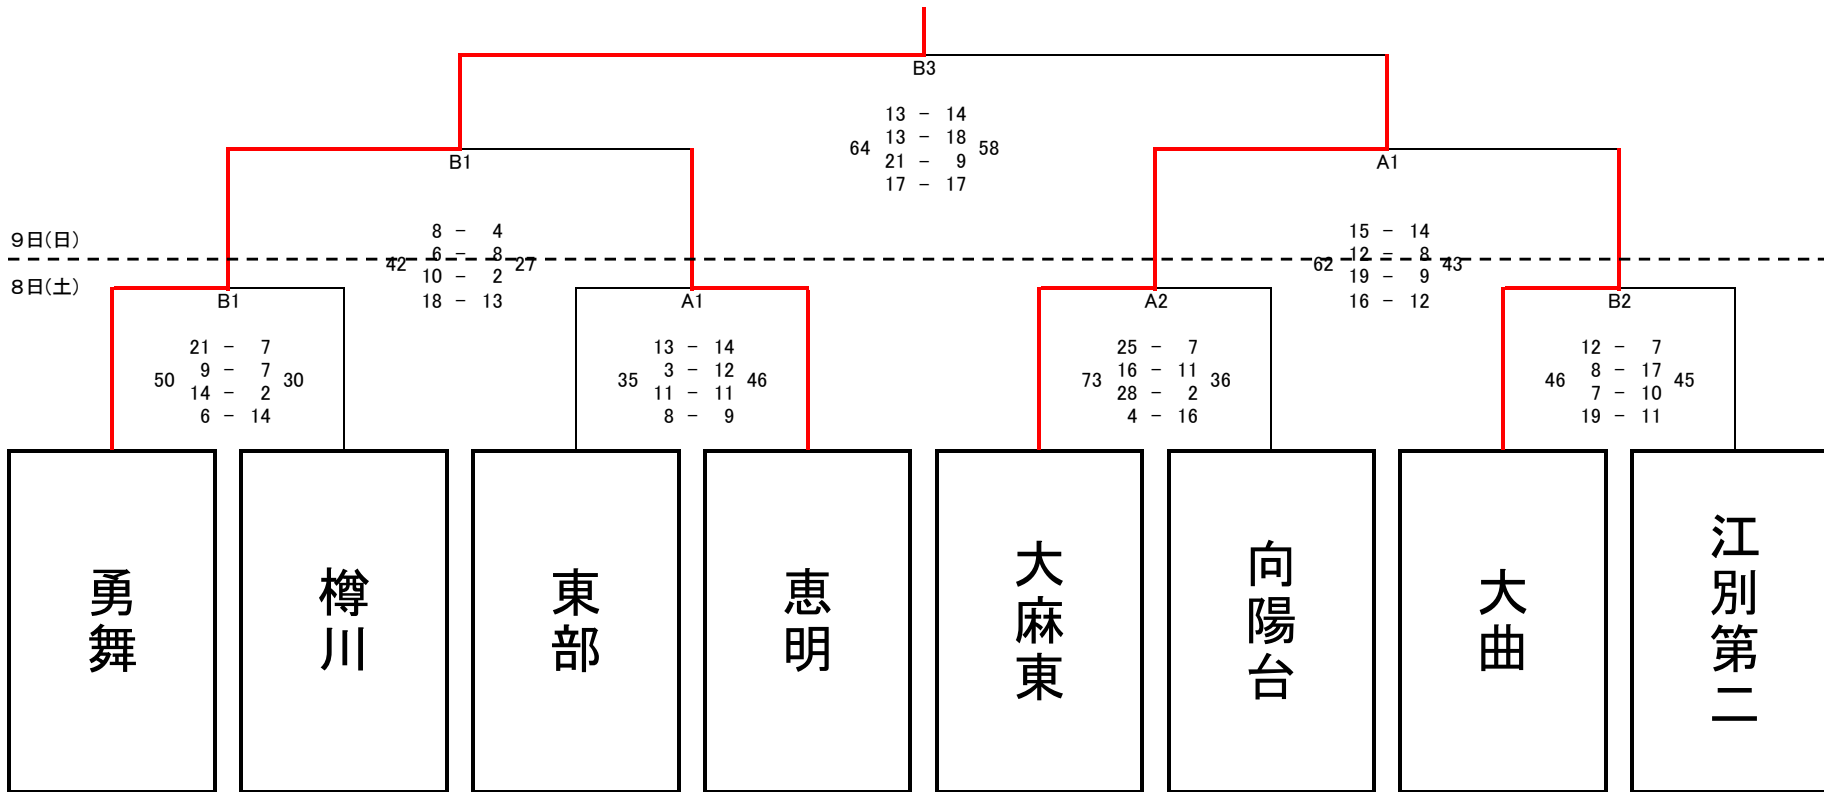 B3
13 - 14
13 - 18
64 58
21 - 9
17 - 17
B1
A1
9日(日)
8 - 4
6 - 8
42 27
10 - 2
18 - 13
15 - 14
12 - 8
62 43
19 - 9
16 - 12
8日(土)
B1
A1
A2
B2
21 - 7
9 - 7
50 30
14 - 2
6 - 14
13 - 14
3 - 12
35 46
11 - 11
8 - 9
25 - 7
16 - 11
73 36
28 - 2
4 - 16
12 - 7
8 - 17
46 45
7 - 10
19 - 11
勇舞
樽川
東部
恵明
大麻東
向陽台
大曲
江別第二